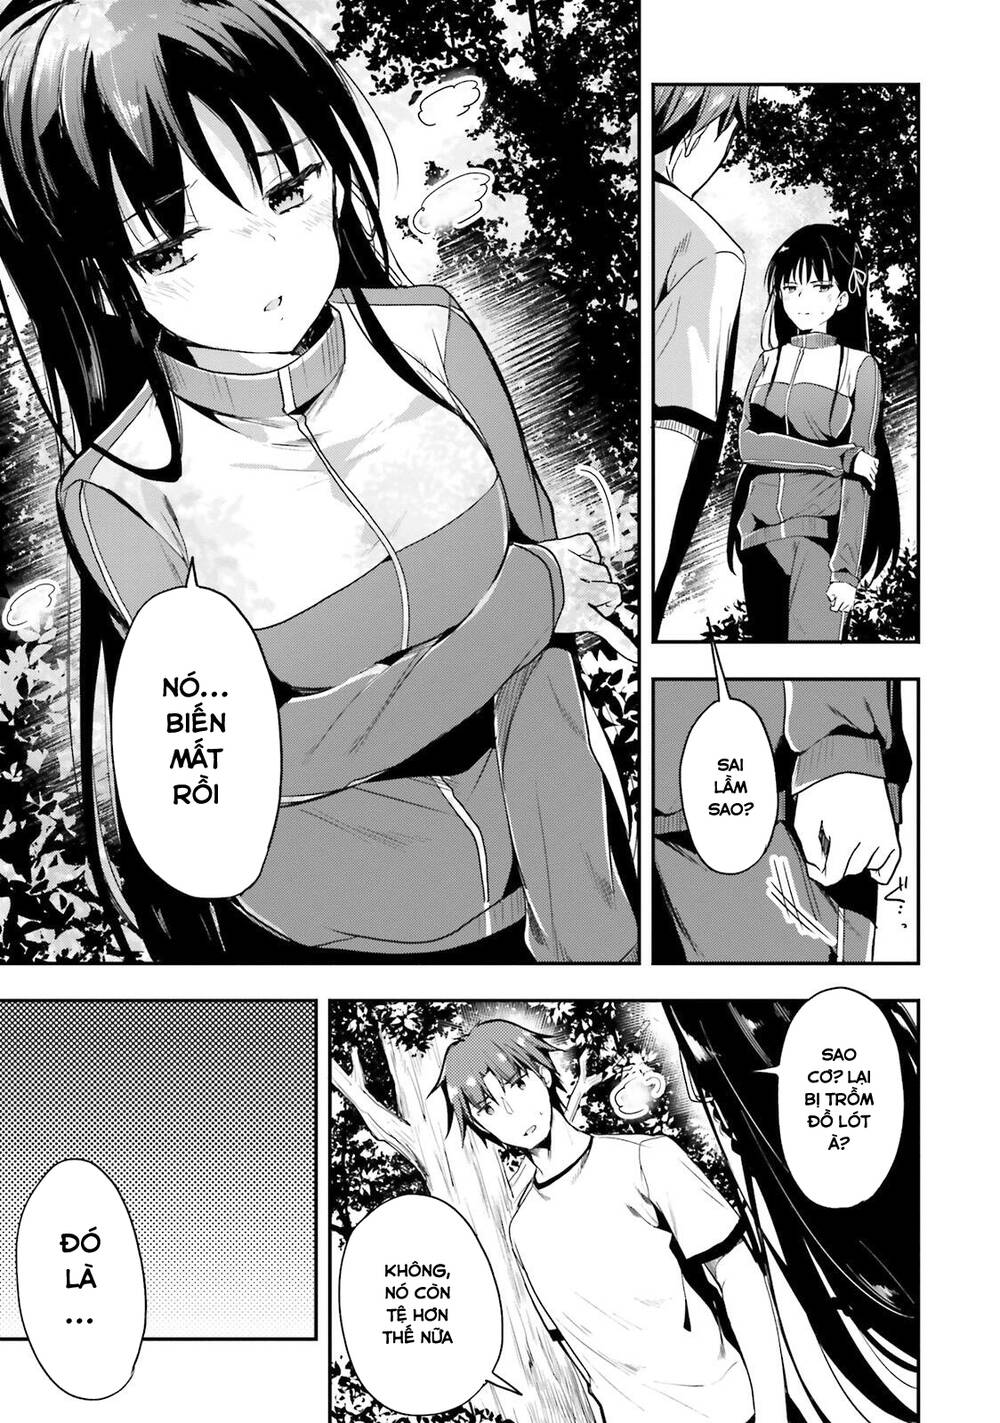 SAI
LẦM
SAO?
NÓ...
BIẾN
MẤT
RỒI
SAO
CƠ? LẠI
BỊ TRỒM
ĐỒ LÓT
À?
KHÔNG,
NÓ CÒN
TỆ HƠN
THẾ NỮA
ĐÓ
LÀ
...